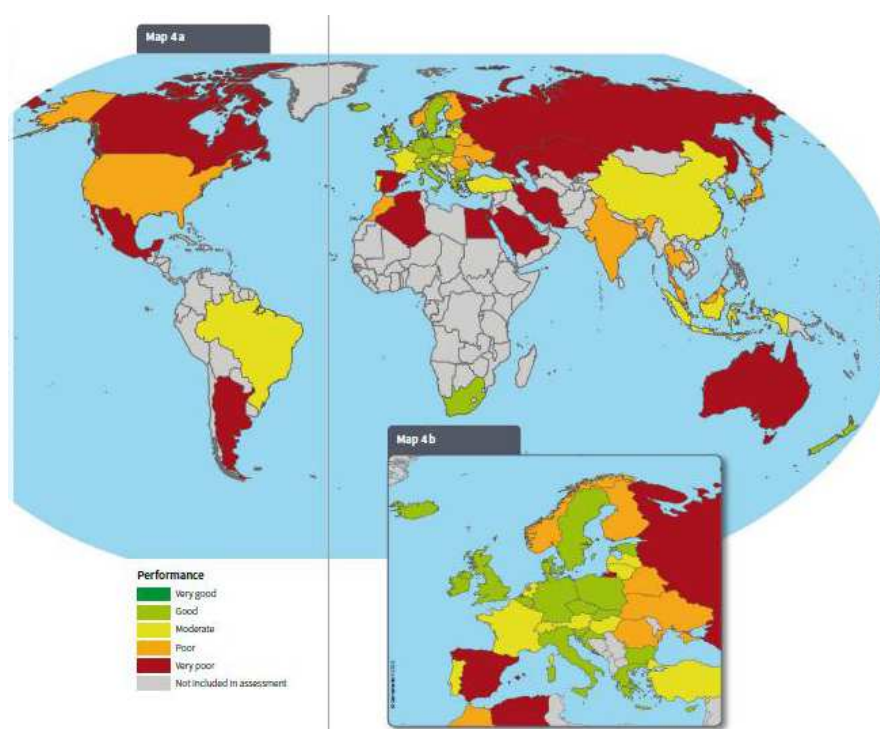 Map 4a
Map 4b
Performance
Very good
Good
Moderate
Poor
Very poor
Not included in assessment